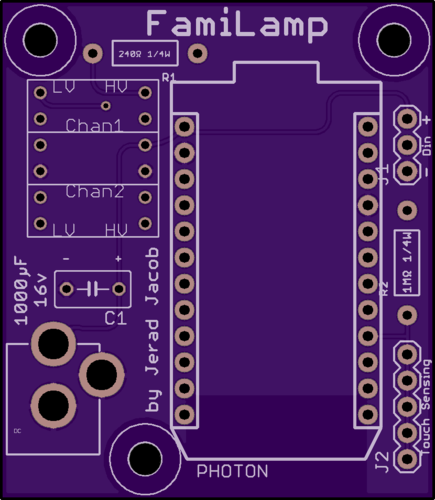 FamiLamp
240Ω 1/4W
R1
LV HV
Chan1
Chan2
LV HV
+
Din
-
J1
1MΩ 1/4W
R2
- +
1000µF
16v
C1
by Jerad Jacob
DC
Touch Sensing
J2
PHOTON